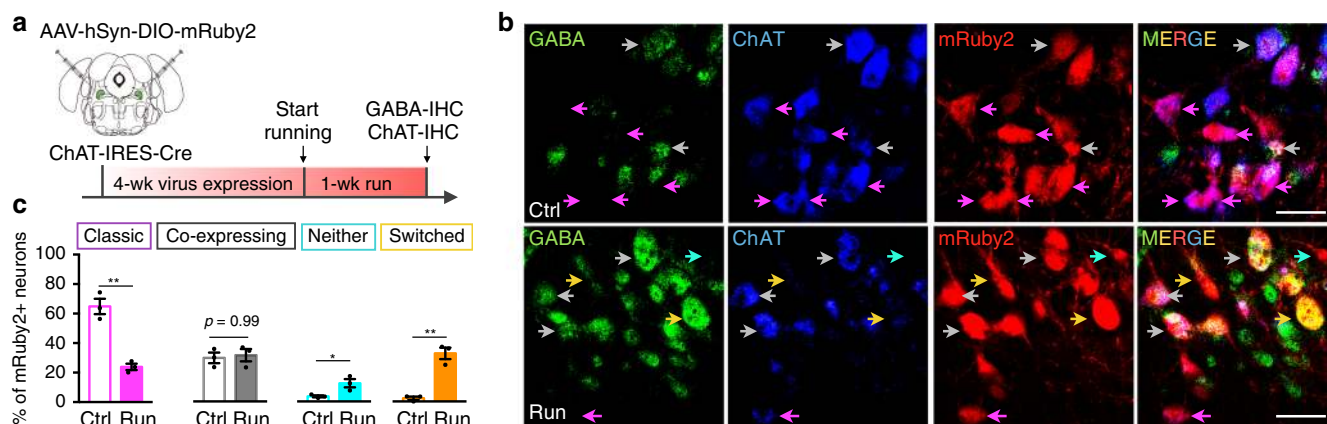 a
AAV-hSyn-DIO-mRuby2
ChAT-IRES-Cre
Start
running
GABA-IHC
ChAT-IHC
4-wk virus expression
1-wk run
b
GABA
ChAT
mRuby2
MERGE
Ctrl
GABA
ChAT
mRuby2
MERGE
Run
c
Classic
Co-expressing
Neither
Switched
% of mRuby2+ neurons
100
80
60
40
20
0
**
p = 0.99
*
**
Ctrl Run
Ctrl Run
Ctrl Run
Ctrl Run